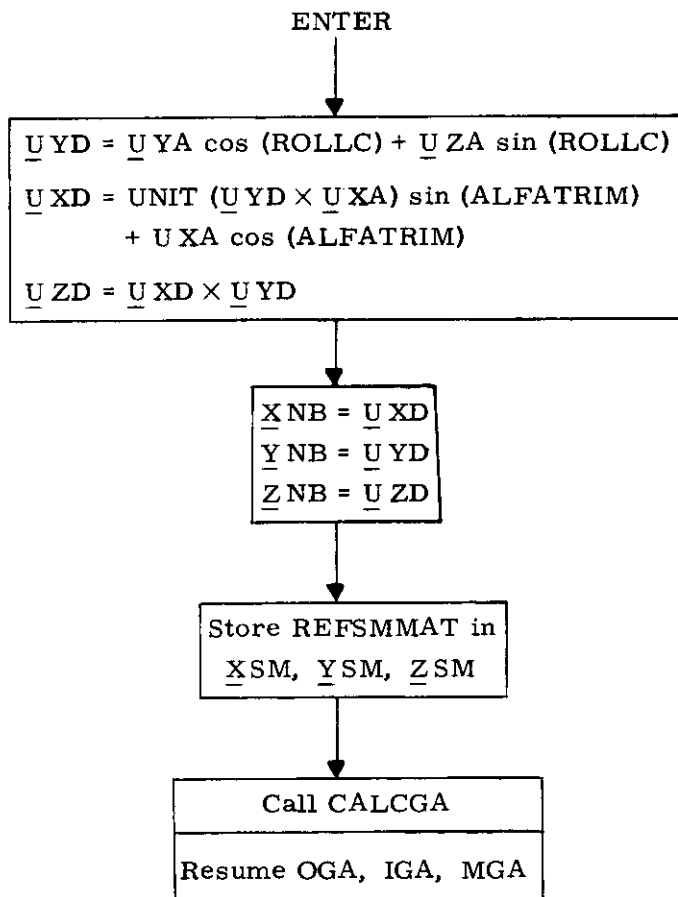 ENTER
U YD = U YA cos (ROLLC) + U ZA sin (ROLLC)
U XD = UNIT (U YD × U XA) sin (ALFATRIM)
+ U XA cos (ALFATRIM)
U ZD = U XD × U YD
X NB = U XD
Y NB = U YD
Z NB = U ZD
Store REFSMMAT in
X SM, Y SM, Z SM
Call CALCGA
Resume OGA, IGA, MGA